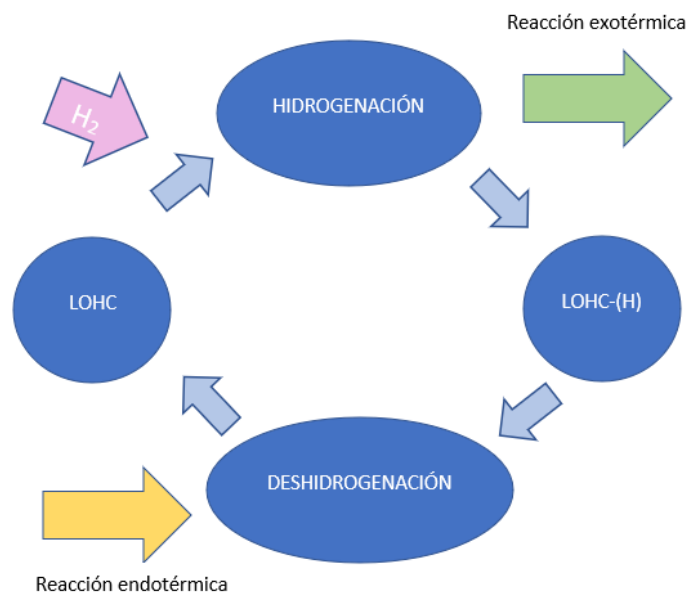 Reacción exotérmica
HIDROGENACIÓN
H₂
LOHC
LOHC-(H)
DESHIDROGENACIÓN
Reacción endotérmica